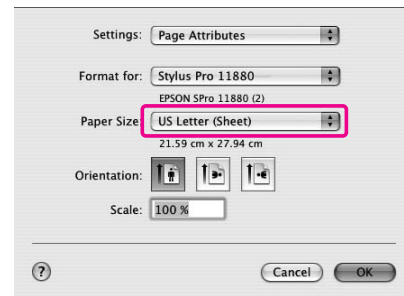 Settings: Page Attributes
Format for: Stylus Pro 11880
EPSON SPro 11880 (2)
Paper Size: US Letter (Sheet)
21.59 cm x 27.94 cm
Orientation:
Scale: 100 %
? Cancel OK